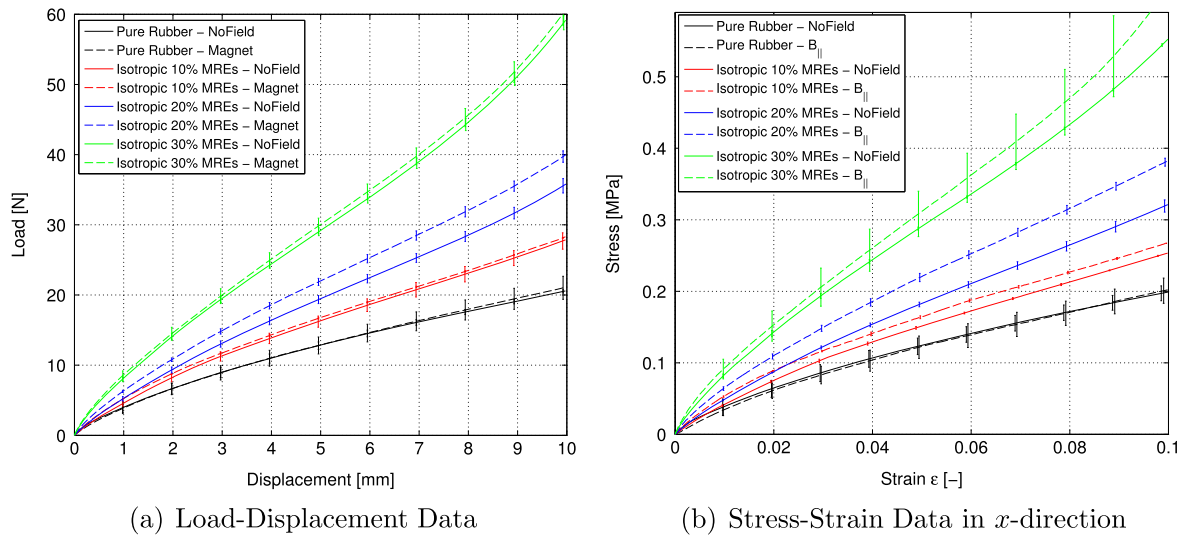 60
50
40
30
20
10
0
Load [N]
Pure Rubber − NoField
Pure Rubber − Magnet
Isotropic 10% MREs − NoField
Isotropic 10% MREs − Magnet
Isotropic 20% MREs − NoField
Isotropic 20% MREs − Magnet
Isotropic 30% MREs − NoField
Isotropic 30% MREs − Magnet
0 1 2 3 4 5 6 7 8 9 10
Displacement [mm]
(a) Load-Displacement Data
0.5
0.4
0.3
0.2
0.1
0
Stress [MPa]
Pure Rubber − NoField
Pure Rubber − B||
Isotropic 10% MREs − NoField
Isotropic 10% MREs − B||
Isotropic 20% MREs − NoField
Isotropic 20% MREs − B||
Isotropic 30% MREs − NoField
Isotropic 30% MREs − B||
0 0.02 0.04 0.06 0.08 0.1
Strain ε [−]
(b) Stress-Strain Data in x-direction